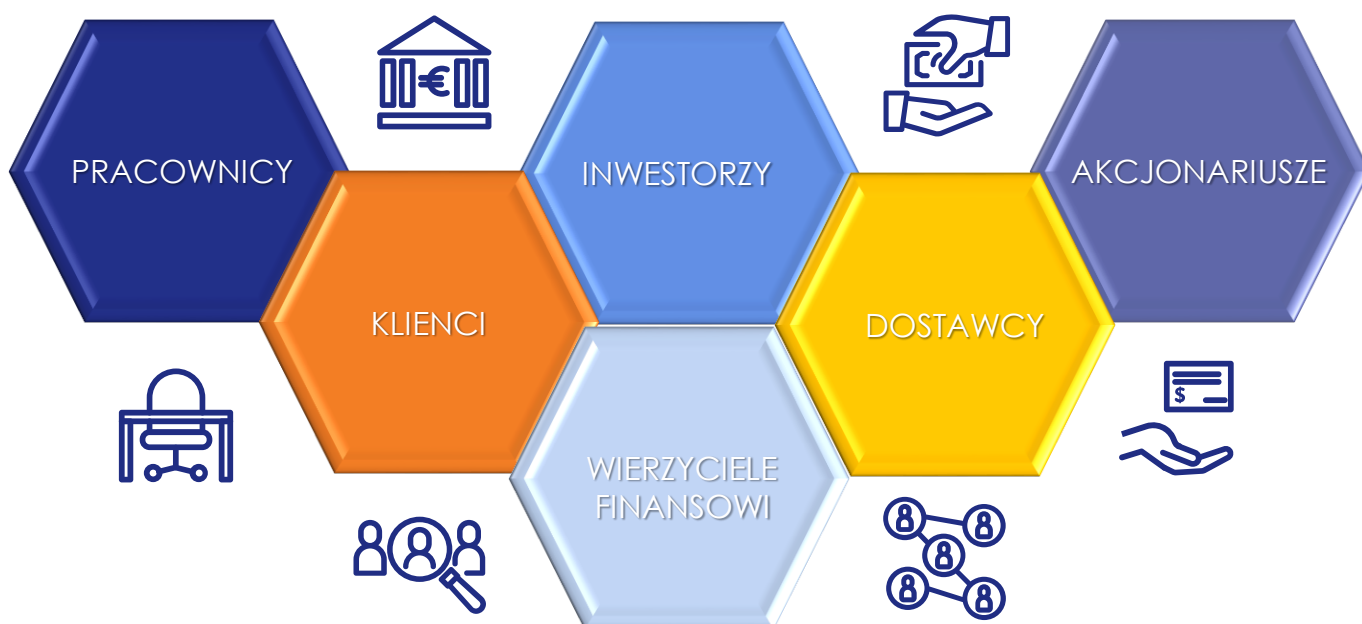 PRACOWNICY
INWESTORZY
AKCJONARIUSZE
KLIENCI
DOSTAWCY
WIERZYCIELE
FINANSOWI
€
$